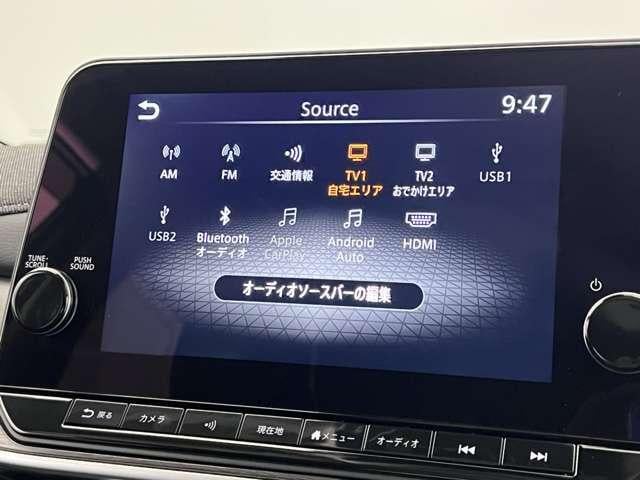 Source
9:47
AM
FM
交通情報
TV1
自宅エリア
TV2
おでかけエリア
USB1
USB2
Bluetooth
オーディオ
Apple
CarPlay
Android
Auto
HDMI
オーディオソースバーの編集
TUNE·
SCROLL
PUSH
SOUND
戻る
カメラ
現在地
メニュー
オーディオ